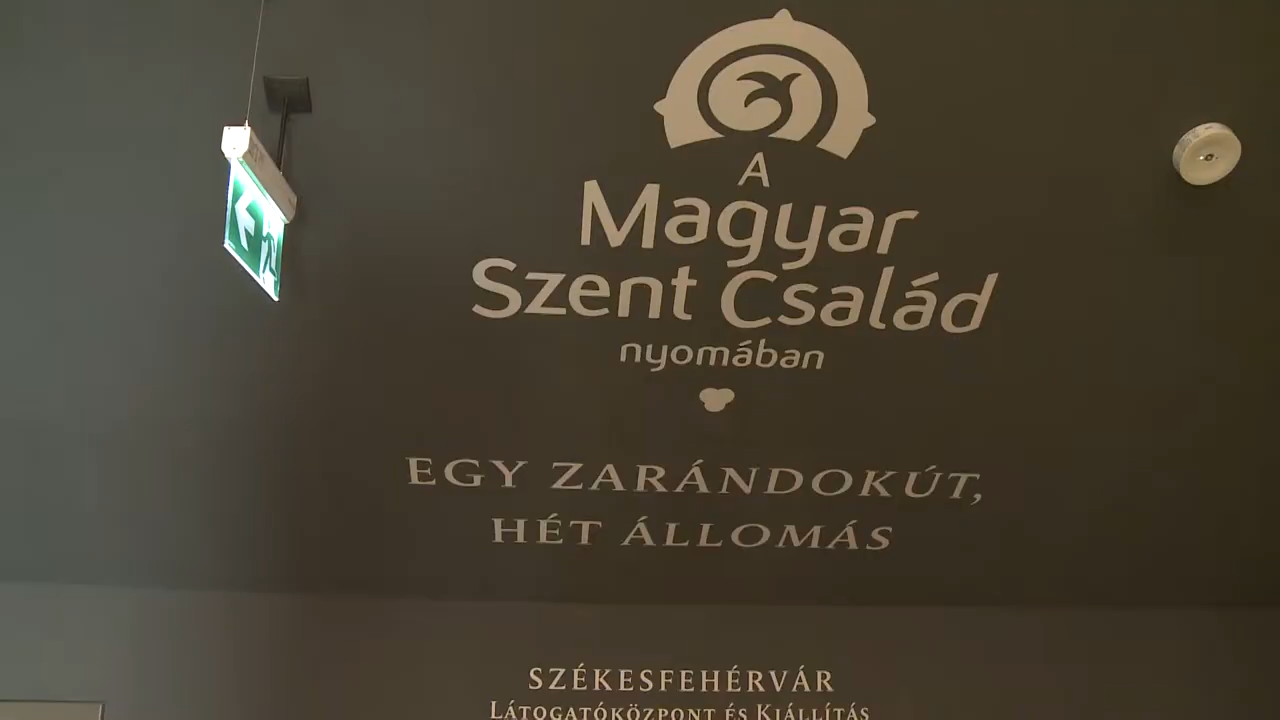 A
Magyar
Szent Család
nyomában
EGY ZARÁNDOKÚT,
HÉT ÁLLOMÁS
SZÉKESFEHÉRVÁR
LÁTOGATÓKÖZPONT ÉS KIÁLLÍTÁS